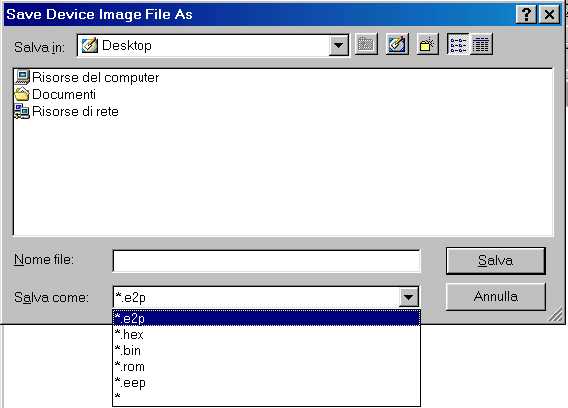 Save Device Image File As
Salva in: Desktop
Risorse del computer
Documenti
Risorse di rete
Nome file:
Salva
Salva come: *.e2p
Annulla
*.e2p
*.hex
*.bin
*.rom
*.eep
*